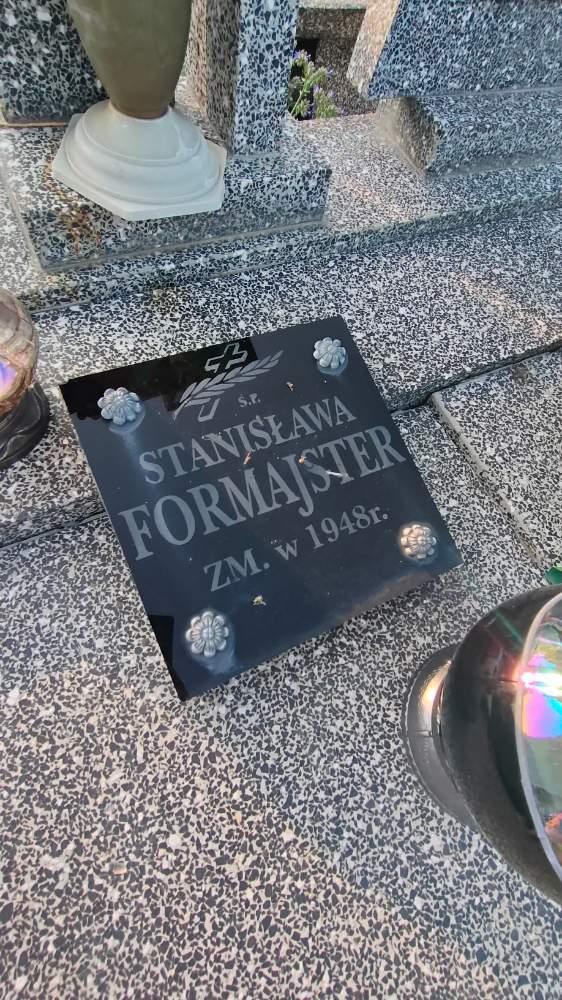 Ś.P.
STANISŁAWA
FORMAJSTER
ZM. w 1948r.